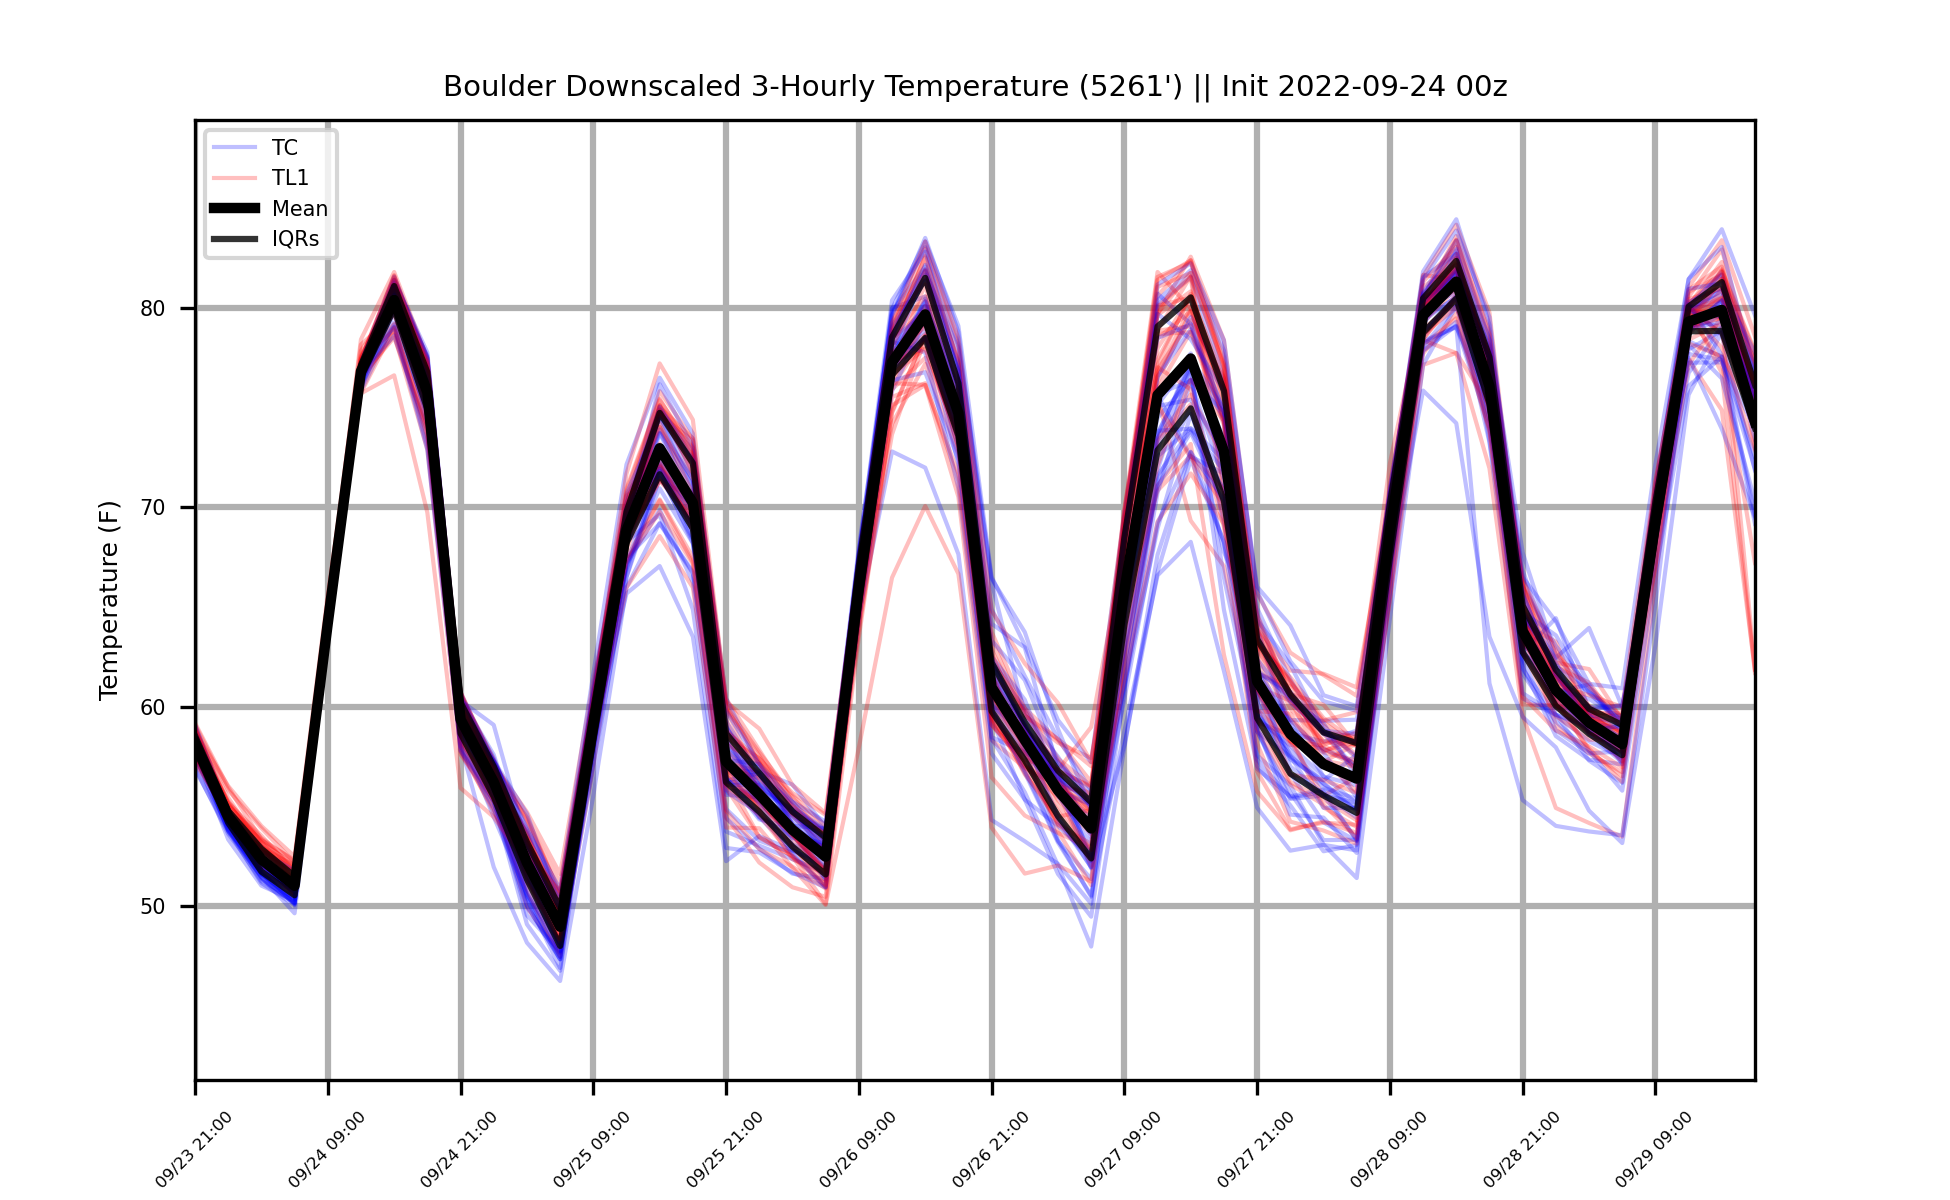 Boulder Downscaled 3-Hourly Temperature (5261') || Init 2022-09-24 00z
TC
TL1
Mean
IQRs
80
70
60
50
Temperature (F)
09/23 21:00
09/24 09:00
09/24 21:00
09/25 09:00
09/25 21:00
09/26 09:00
09/26 21:00
09/27 09:00
09/27 21:00
09/28 09:00
09/28 21:00
09/29 09:00